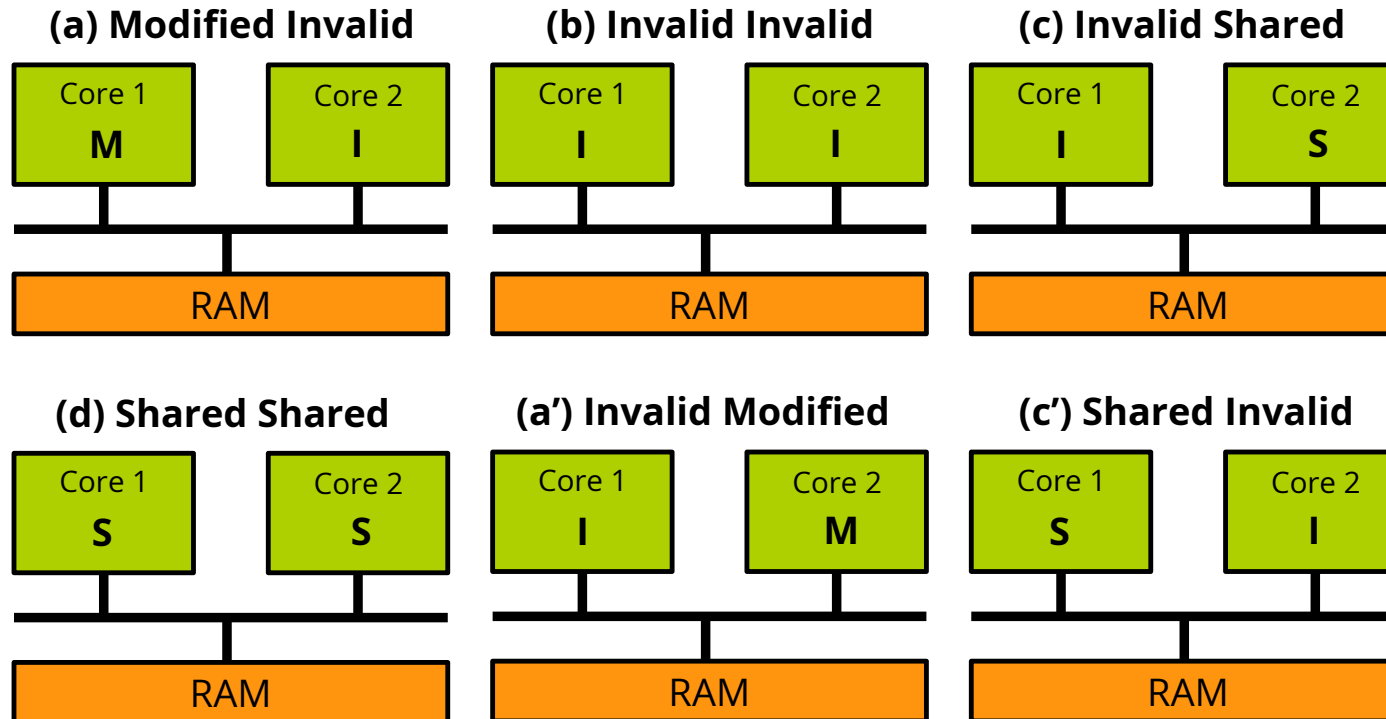 (a) Modified Invalid
Core 1
M
Core 2
I
RAM
(b) Invalid Invalid
Core 1
I
Core 2
I
RAM
(c) Invalid Shared
Core 1
I
Core 2
S
RAM
(d) Shared Shared
Core 1
S
Core 2
S
RAM
(a’) Invalid Modified
Core 1
I
Core 2
M
RAM
(c’) Shared Invalid
Core 1
S
Core 2
I
RAM